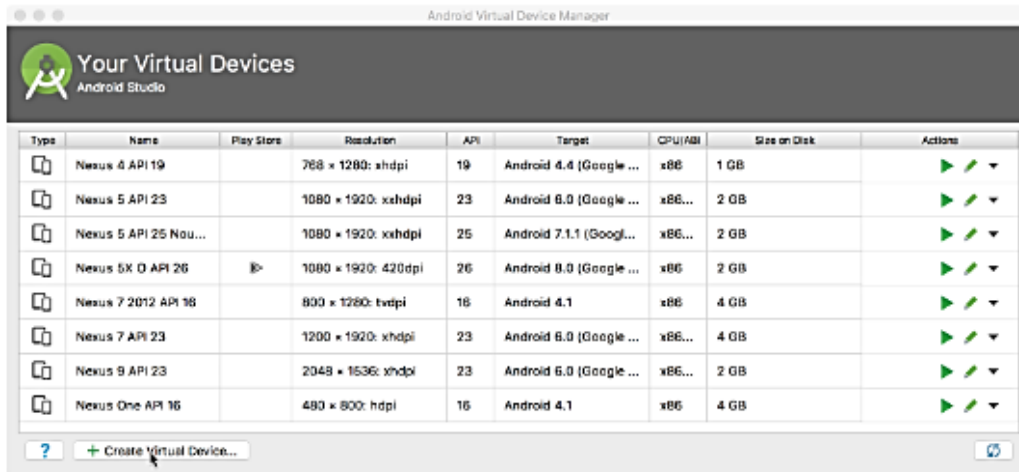 Android Virtual Device Manager
Your Virtual Devices
Android Studio
Type Name Play Store Resolution API Target CPU/ABI Size on Disk Actions
Nexus 4 API 19 768 × 1280: xhdpi 19 Android 4.4 (Google ... x86 1 GB
Nexus 5 API 23 1080 × 1920: xxhdpi 23 Android 6.0 (Google ... x86... 2 GB
Nexus 5 API 25 Nou... 1080 × 1920: xxhdpi 25 Android 7.1.1 (Googl... x86... 2 GB
Nexus 5X O API 26 1080 × 1920: 420dpi 26 Android 8.0 (Google ... x86 2 GB
Nexus 7 2012 API 16 800 × 1280: tvdpi 16 Android 4.1 x86 4 GB
Nexus 7 API 23 1200 × 1920: xhdpi 23 Android 6.0 (Google ... x86... 4 GB
Nexus 9 API 23 2048 × 1536: xhdpi 23 Android 6.0 (Google ... x86... 2 GB
Nexus One API 16 480 × 800: hdpi 16 Android 4.1 x86 4 GB
? + Create Virtual Device...